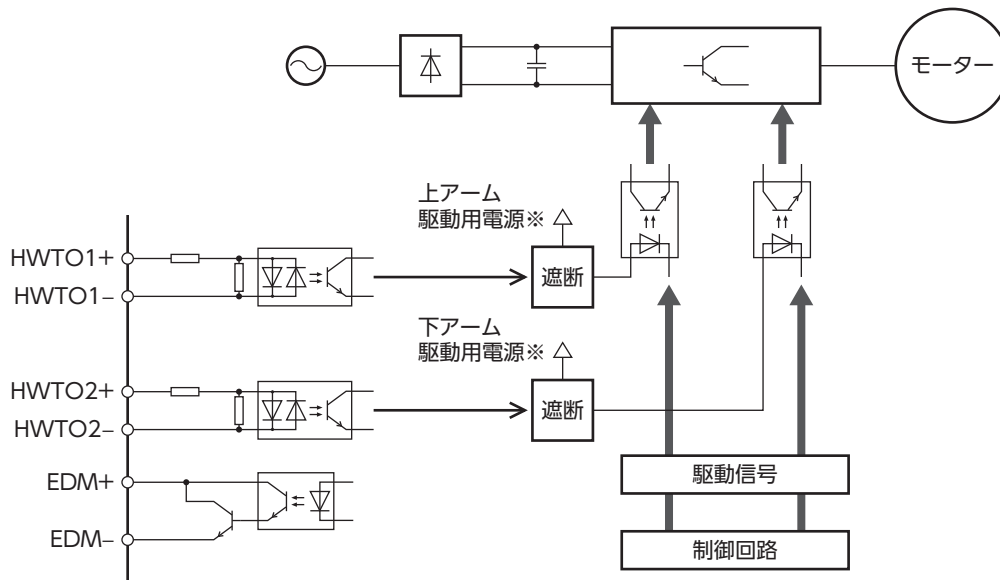 モーター
上アーム
駆動用電源※
HWTO1+
HWTO1–
遮断
下アーム
駆動用電源※
HWTO2+
HWTO2–
遮断
EDM+
EDM–
駆動信号
制御回路